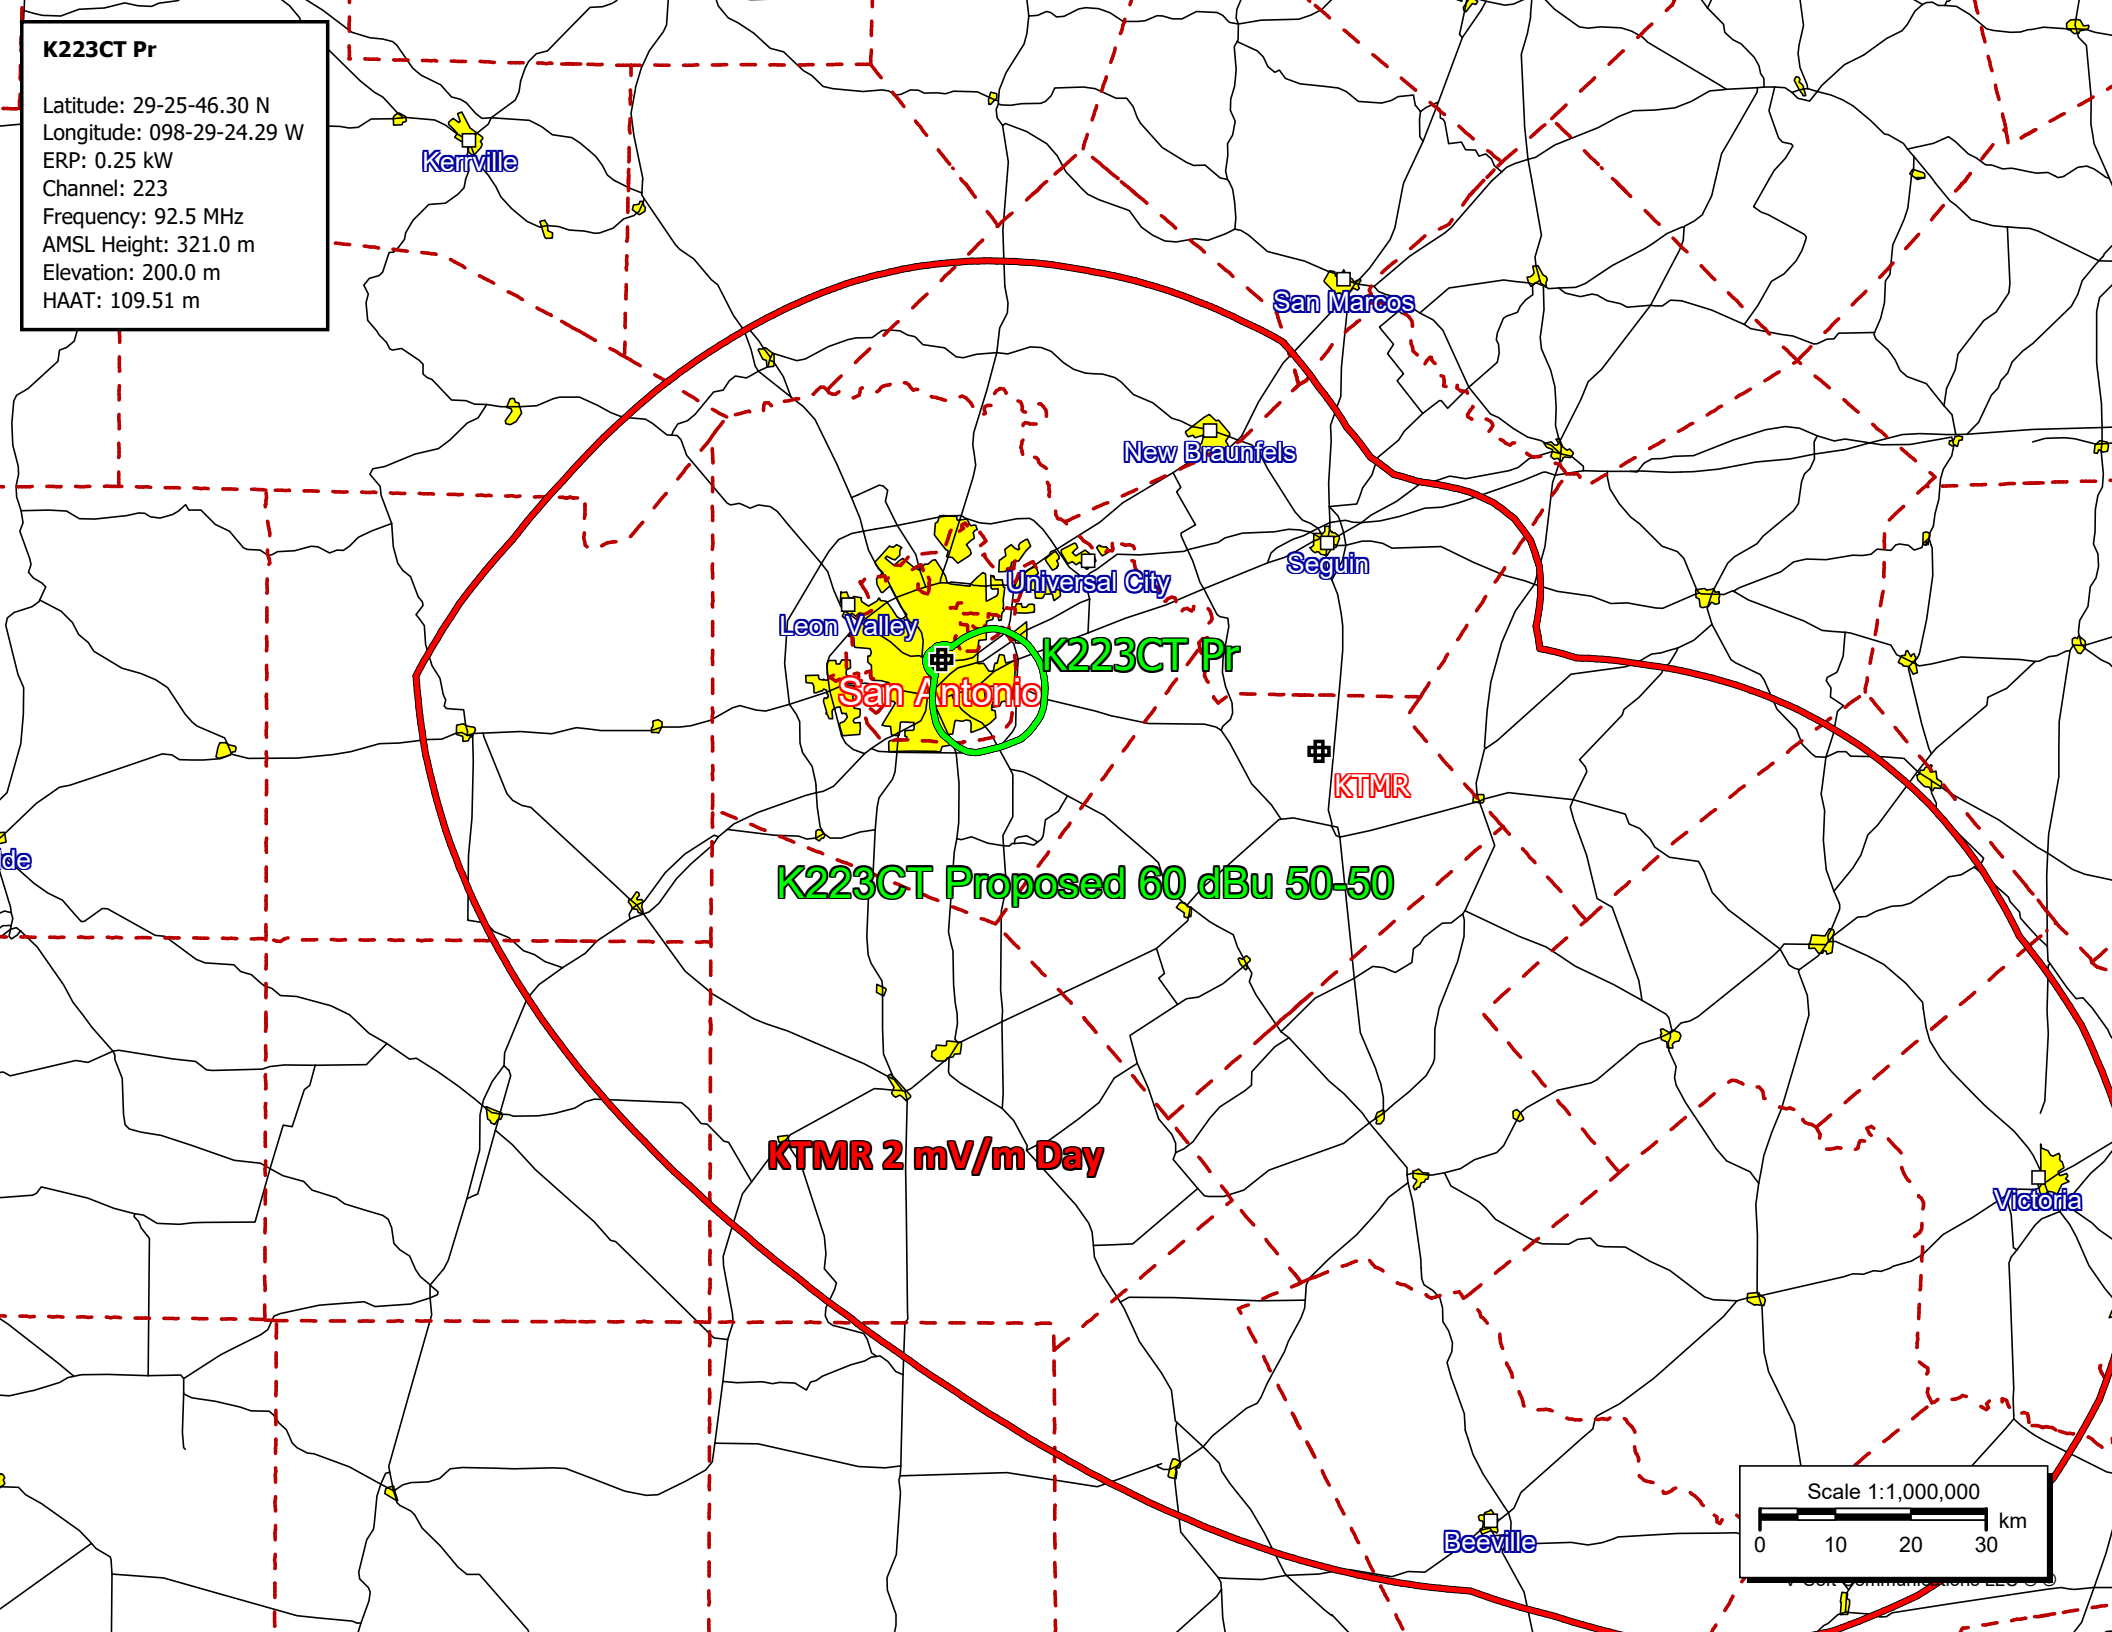 K223CT Pr
Latitude: 29-25-46.30 N
Longitude: 098-29-24.29 W
ERP: 0.25 kW
Channel: 223
Frequency: 92.5 MHz
AMSL Height: 321.0 m
Elevation: 200.0 m
HAAT: 109.51 m
Kerrville
San Marcos
New Braunfels
Seguin
Universal City
Leon Valley
K223CT Pr
San Antonio
KTMR
lde
K223CT Proposed 60 dBu 50-50
KTMR 2 mV/m Day
Victoria
Beeville
Scale 1:1,000,000
km
0 10 20 30